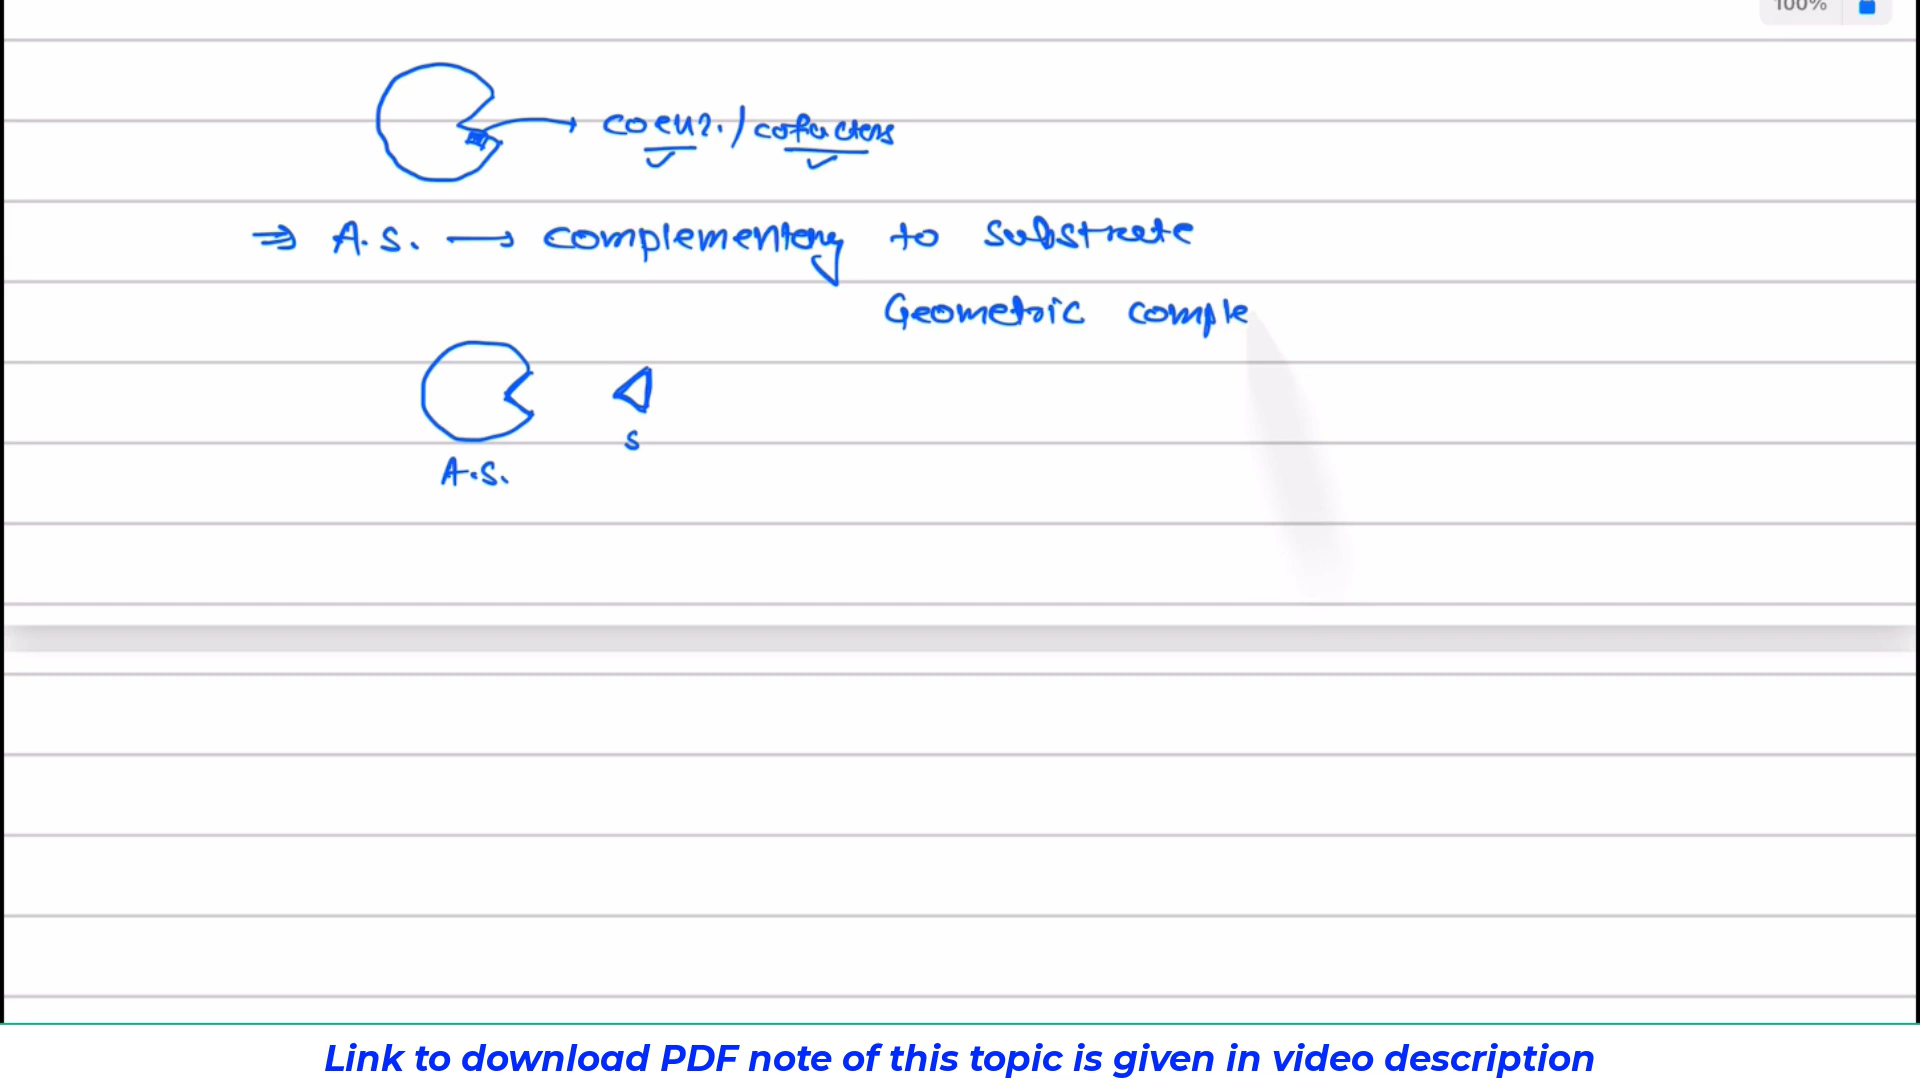 100%
coenz./cofactors
⇒ A.S. → complementary to substrate
Geometric comple
S
A.S.
Link to download PDF note of this topic is given in video description